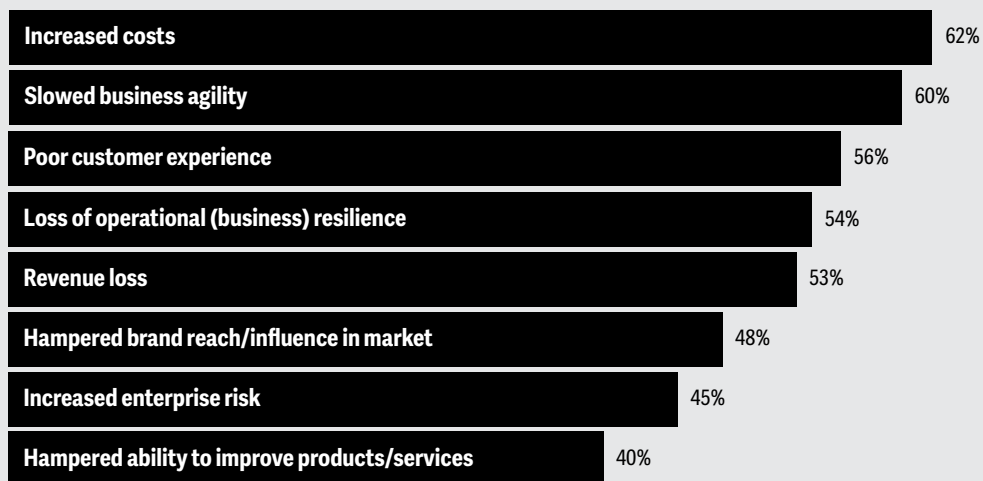 Increased costs 62%
Slowed business agility 60%
Poor customer experience 56%
Loss of operational (business) resilience 54%
Revenue loss 53%
Hampered brand reach/influence in market 48%
Increased enterprise risk 45%
Hampered ability to improve products/services 40%